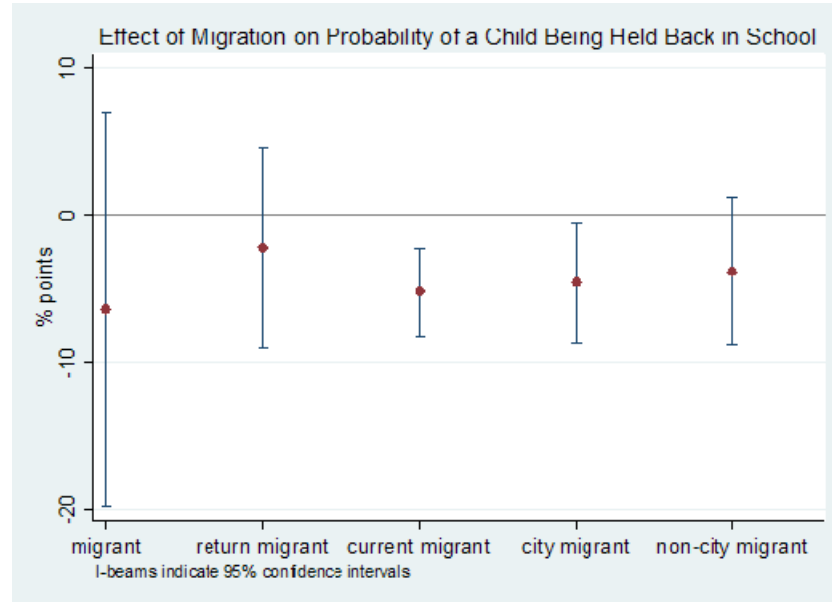 Effect of Migration on Probability of a Child Being Held Back in School
10
0
-10
-20
% points
migrant return migrant current migrant city migrant non-city migrant
I-beams indicate 95% confidence intervals